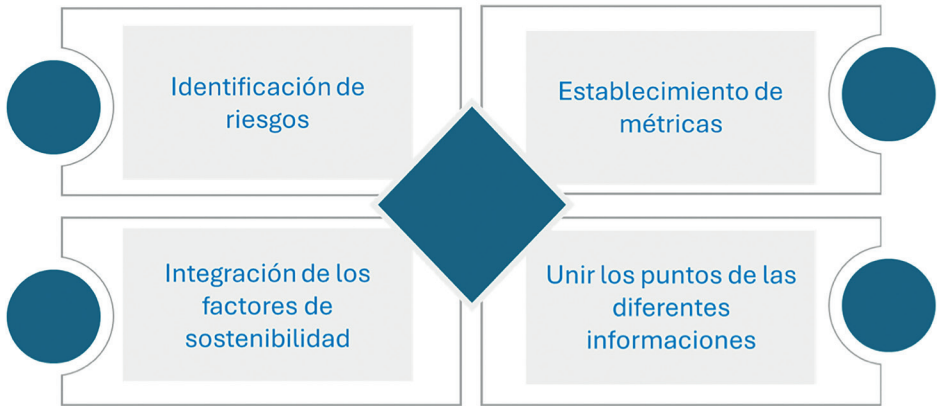 Identificación de
riesgos
Establecimiento de
métricas
Integración de los
factores de
sostenibilidad
Unir los puntos de las
diferentes
informaciones